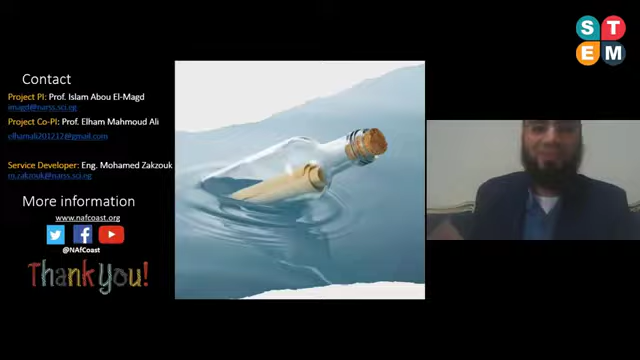 Contact
Project PI: Prof. Islam Abou El-Magd
imagd@narss.sci.eg
Project Co-PI: Prof. Elham Mahmoud Ali
elhamali201217@gmail.com
Service Developer: Eng. Mohamed Zakzouk
m.zakzouk@narss.sci.eg
More information
www.nafcoast.org
@NAfCoast
Thank You!
STEM